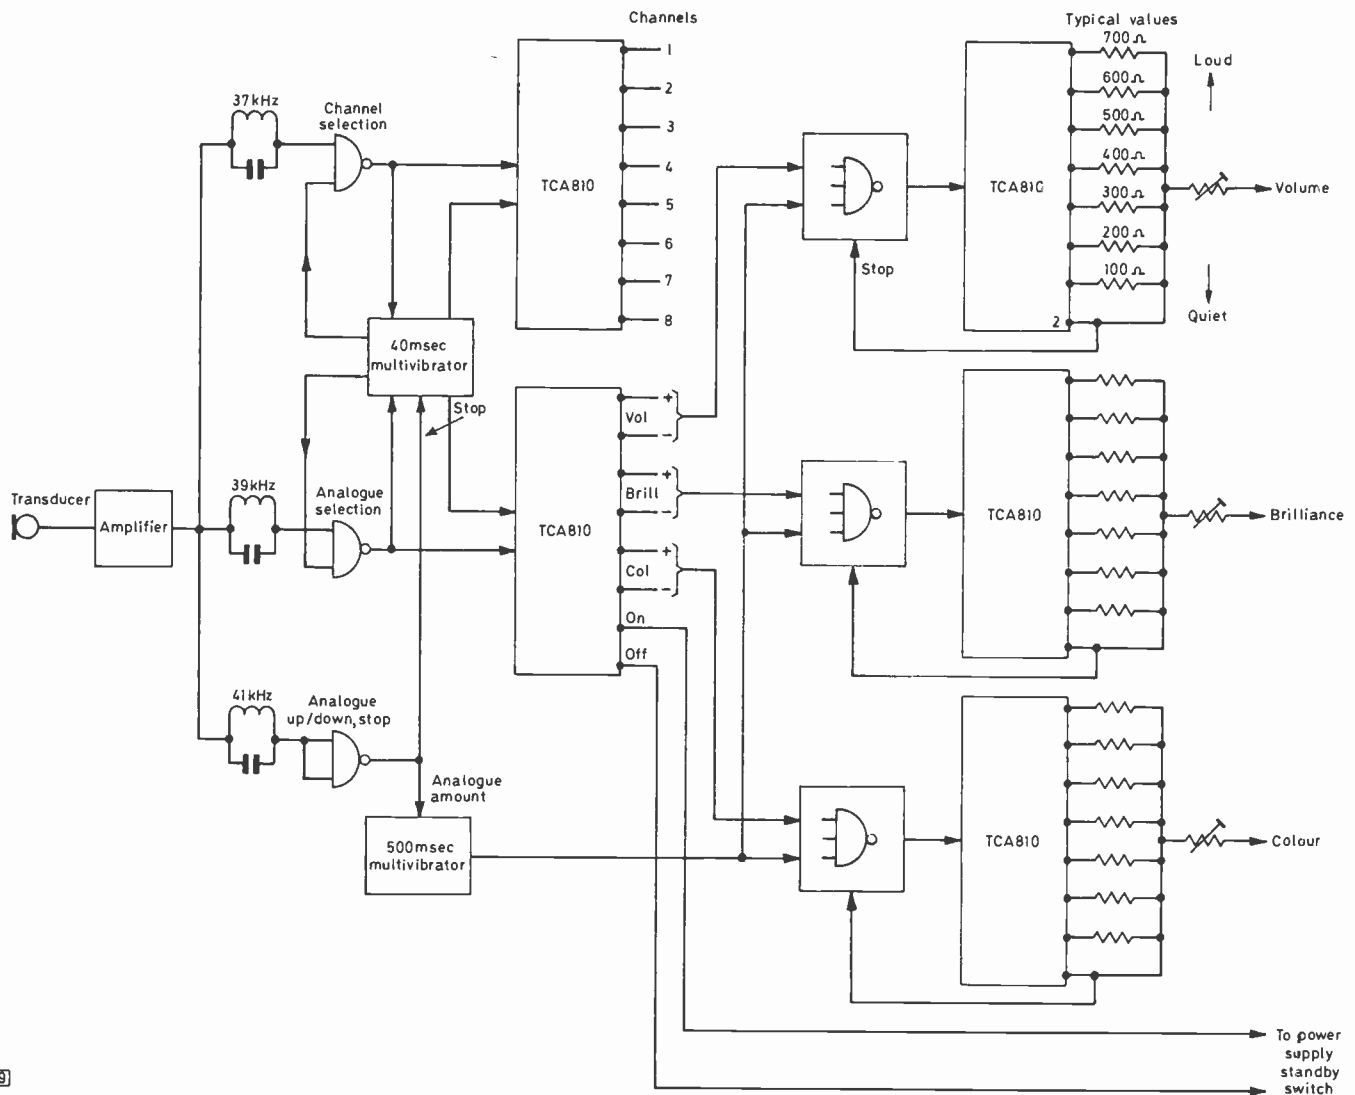 Channels
1
2
3
4
5
6
7
8
Typical values
700Ω
600Ω
500Ω
400Ω
300Ω
200Ω
100Ω
Loud
Quiet
37kHz
Channel
selection
TCA810
TCA810
2
Stop
Volume
40msec
multivibrator
Stop
Vol
+
-
Brill
+
-
Col
+
-
On
Off
TCA810
Transducer
Amplifier
39kHz
Analogue
selection
TCA810
Brilliance
41kHz
Analogue
up/down, stop
Analogue
amount
500msec
multivibrator
TCA810
Colour
To power
supply
standby
switch